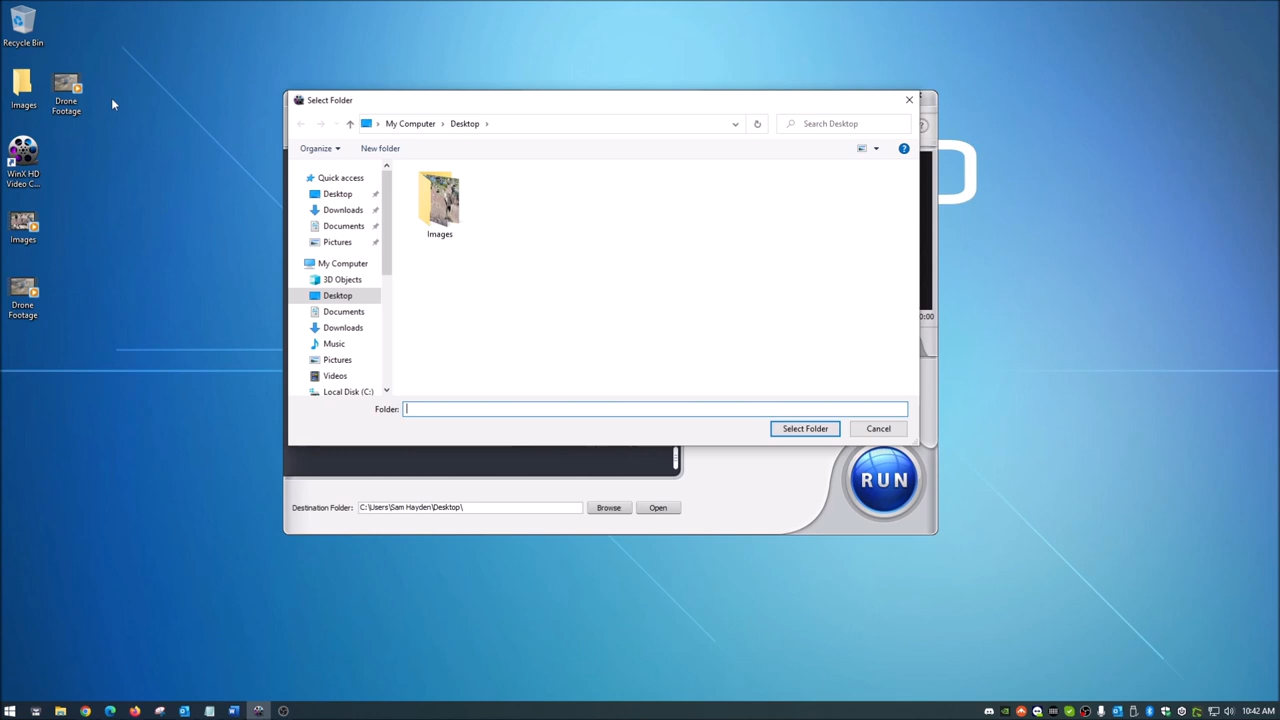 Recycle Bin
Images
Drone
Footage
WinX HD
Video C...
Images
Drone
Footage
Select Folder
My Computer
Desktop
Search Desktop
Organize
New folder
Quick access
Desktop
Downloads
Documents
Pictures
My Computer
3D Objects
Desktop
Documents
Downloads
Music
Pictures
Videos
Local Disk (C:)
Images
Folder:
Select Folder
Cancel
0:00
RUN
Destination Folder:
C:\Users\Sam Hayden\Desktop\
Browse
Open
10:42 AM